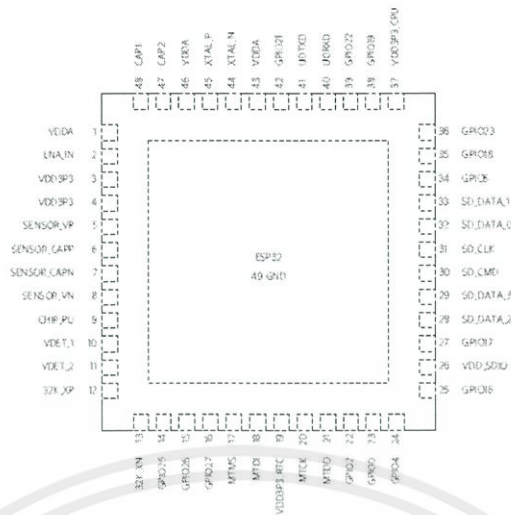 48 CAP1
47 CAP2
46 VDDA
45 XTAL_P
44 XTAL_N
43 VDDA
42 GPIO21
41 U0TXD
40 U0RXD
39 GPIO22
38 GPIO19
37 VDD3P3_CPU
VDDA 1
LNA_IN 2
VDD3P3 3
VDD3P3 4
SENSOR_VP 5
SENSOR_CAPP 6
SENSOR_CAPN 7
SENSOR_VN 8
CHIP_PU 9
VDET_1 10
VDET_2 11
32K_XP 12
ESP32
49 GND
36 GPIO23
35 GPIO18
34 GPIO5
33 SD_DATA_1
32 SD_DATA_0
31 SD_CLK
30 SD_CMD
29 SD_DATA_3
28 SD_DATA_2
27 GPIO17
26 VDD_SDIO
25 GPIO16
32K_XN 13
GPIO25 14
GPIO26 15
GPIO27 16
MTMS 17
MTDI 18
VDD3P3_RTC 19
MTCK 20
MTDO 21
GPIO2 22
GPIO0 23
GPIO4 24